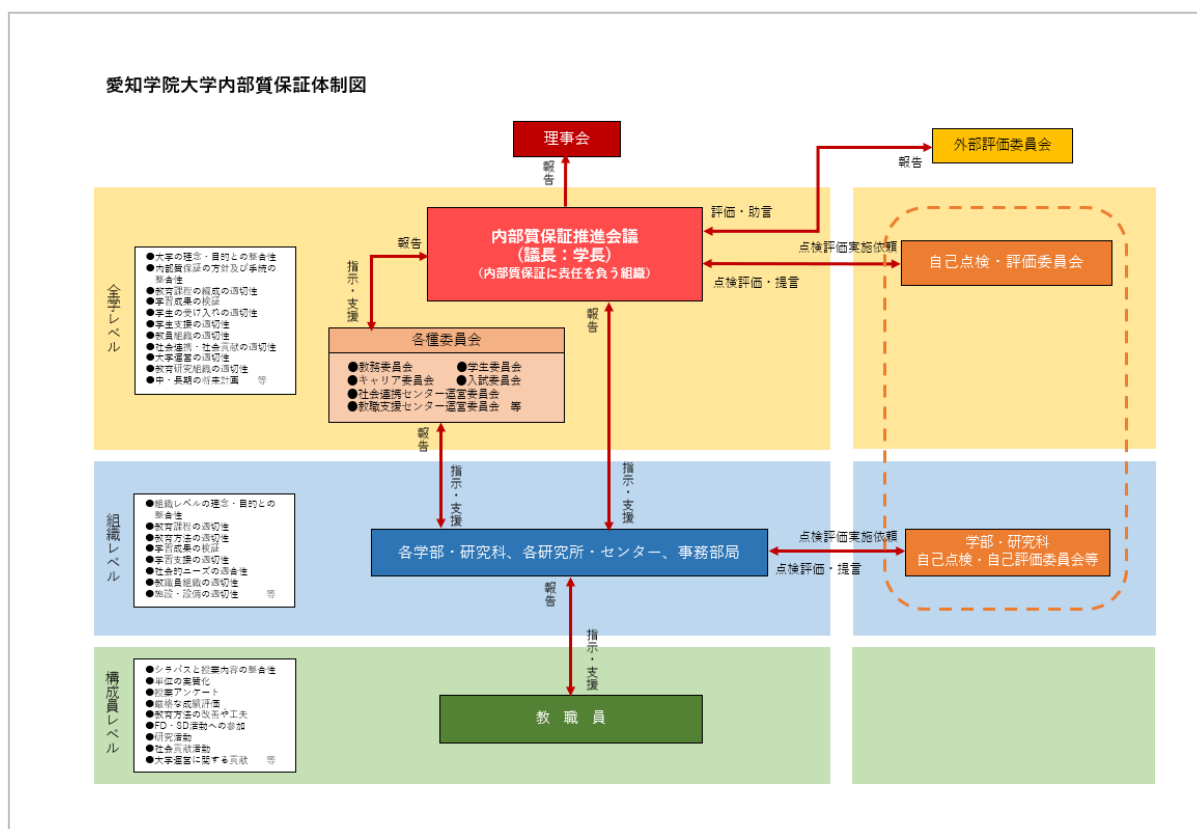 愛知学院大学内部質保証体制図
理事会
外部評価委員会
報告
報告
評価・助言
内部質保証推進会議
(議長:学長)
(内部質保証に責任を負う組織)
報告
指示・支援
点検評価実施依頼
点検評価・提言
自己点検・評価委員会
全学レベル
●大学の理念・目的との整合性
●内部質保証の方針及び手続の
整合性
●教育課程の編成の適切性
●学習成果の検証
●学生の受け入れの適切性
●学生支援の適切性
●教員組織の適切性
●社会連携・社会貢献の適切性
●大学運営の適切性
●教育研究組織の適切性
●中・長期の将来計画 等
各種委員会
●教務委員会 ●学生委員会
●キャリア委員会 ●入試委員会
●社会連携センター運営委員会
●教職支援センター運営委員会 等
報告
報告
指示・支援
指示・支援
組織レベル
●組織レベルの理念・目的との
整合性
●教育課程の適切性
●教育方法の適切性
●学習成果の検証
●学習支援の適切性
●社会的ニーズの適合性
●教職員組織の適切性
●施設・設備の適切性 等
各学部・研究科、各研究所・センター、事務部局
点検評価実施依頼
点検評価・提言
学部・研究科
自己点検・自己評価委員会等
報告
指示・支援
構成員レベル
●シラバスと授業内容の整合性
●単位の実質化
●授業アンケート
●厳格な成績評価
●教育方法の改善や工夫
●FD・SD活動への参加
●研究活動
●社会貢献活動
●大学運営に関する貢献 等
教 職 員